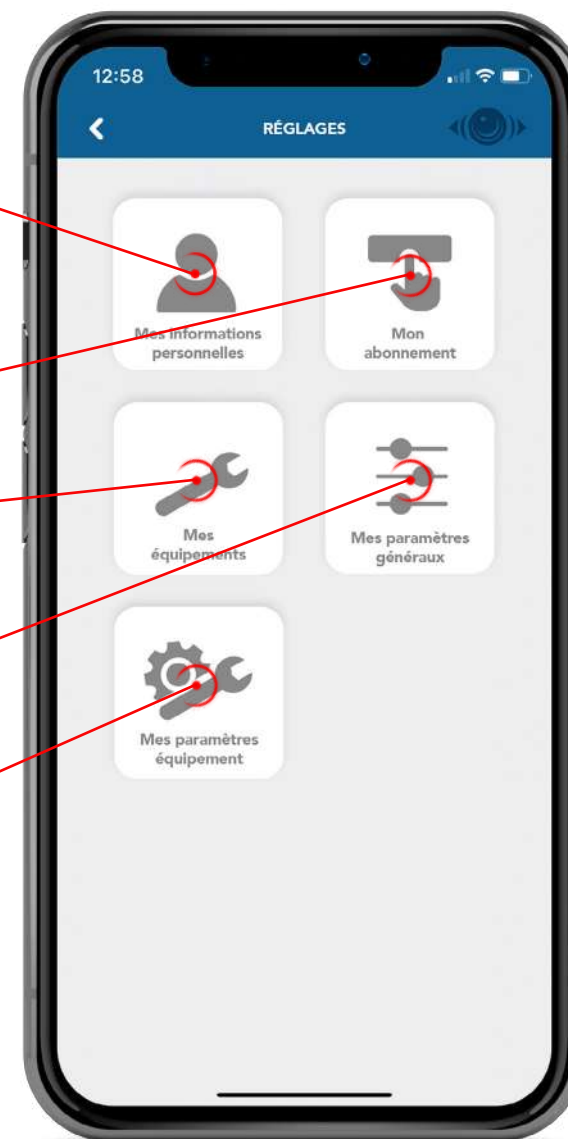 12:58
RÉGLAGES
Mes informations
personnelles
Mon
abonnement
Mes
équipements
Mes paramètres
généraux
Mes paramètres
équipement